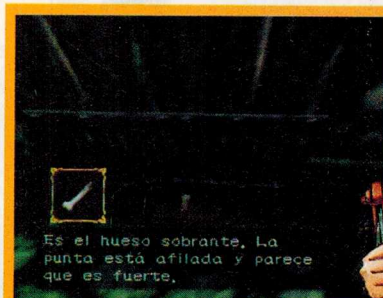 Es el hueso sobrante. La
punta está afilada y parece
que es fuerte.